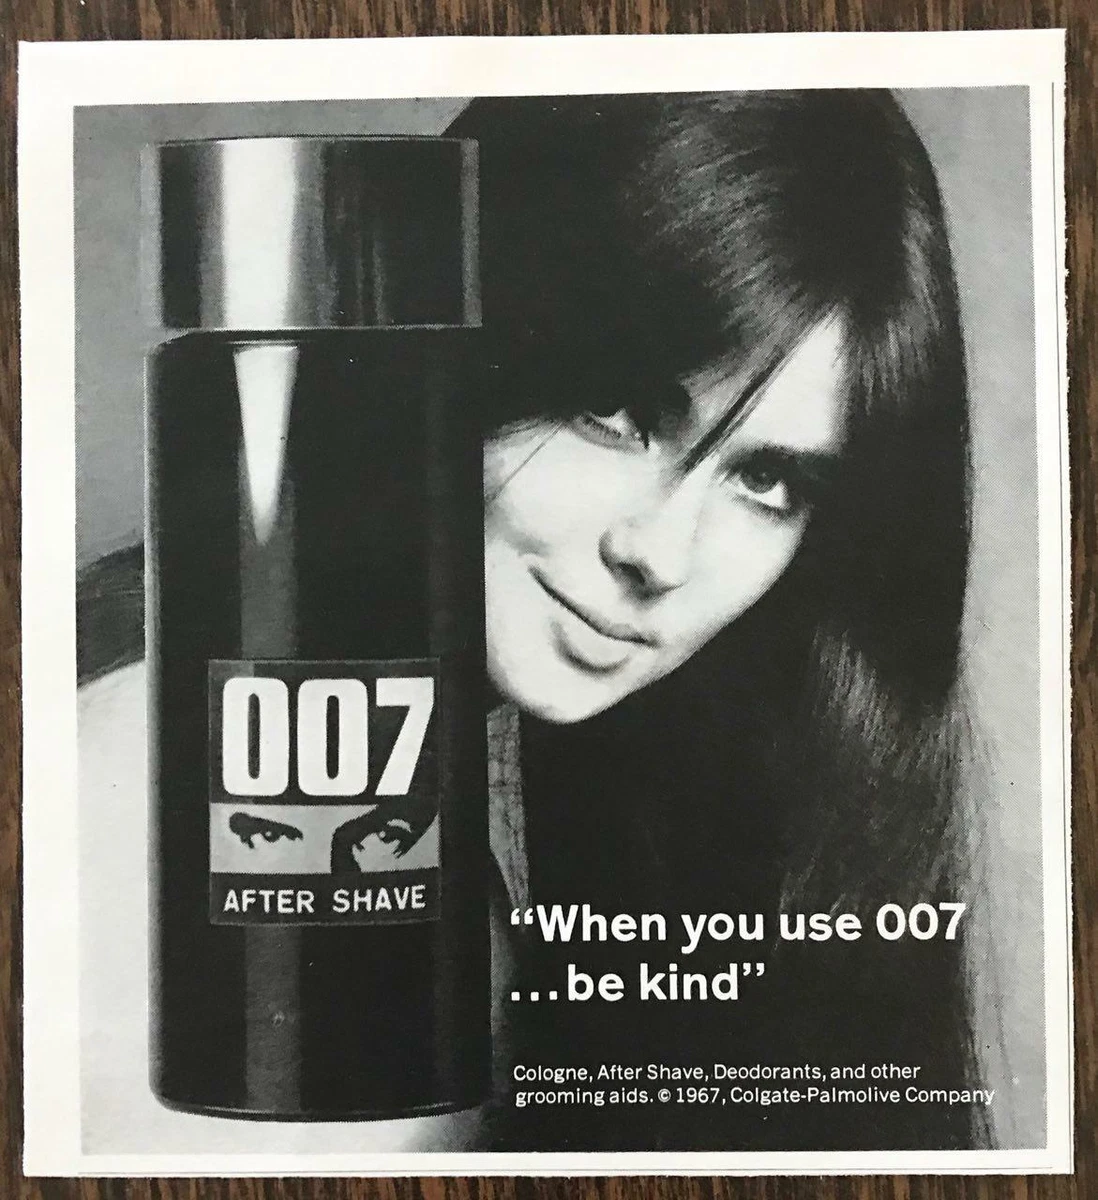 007
AFTER SHAVE
“When you use 007
...be kind”
Cologne, After Shave, Deodorants, and other
grooming aids. © 1967, Colgate-Palmolive Company